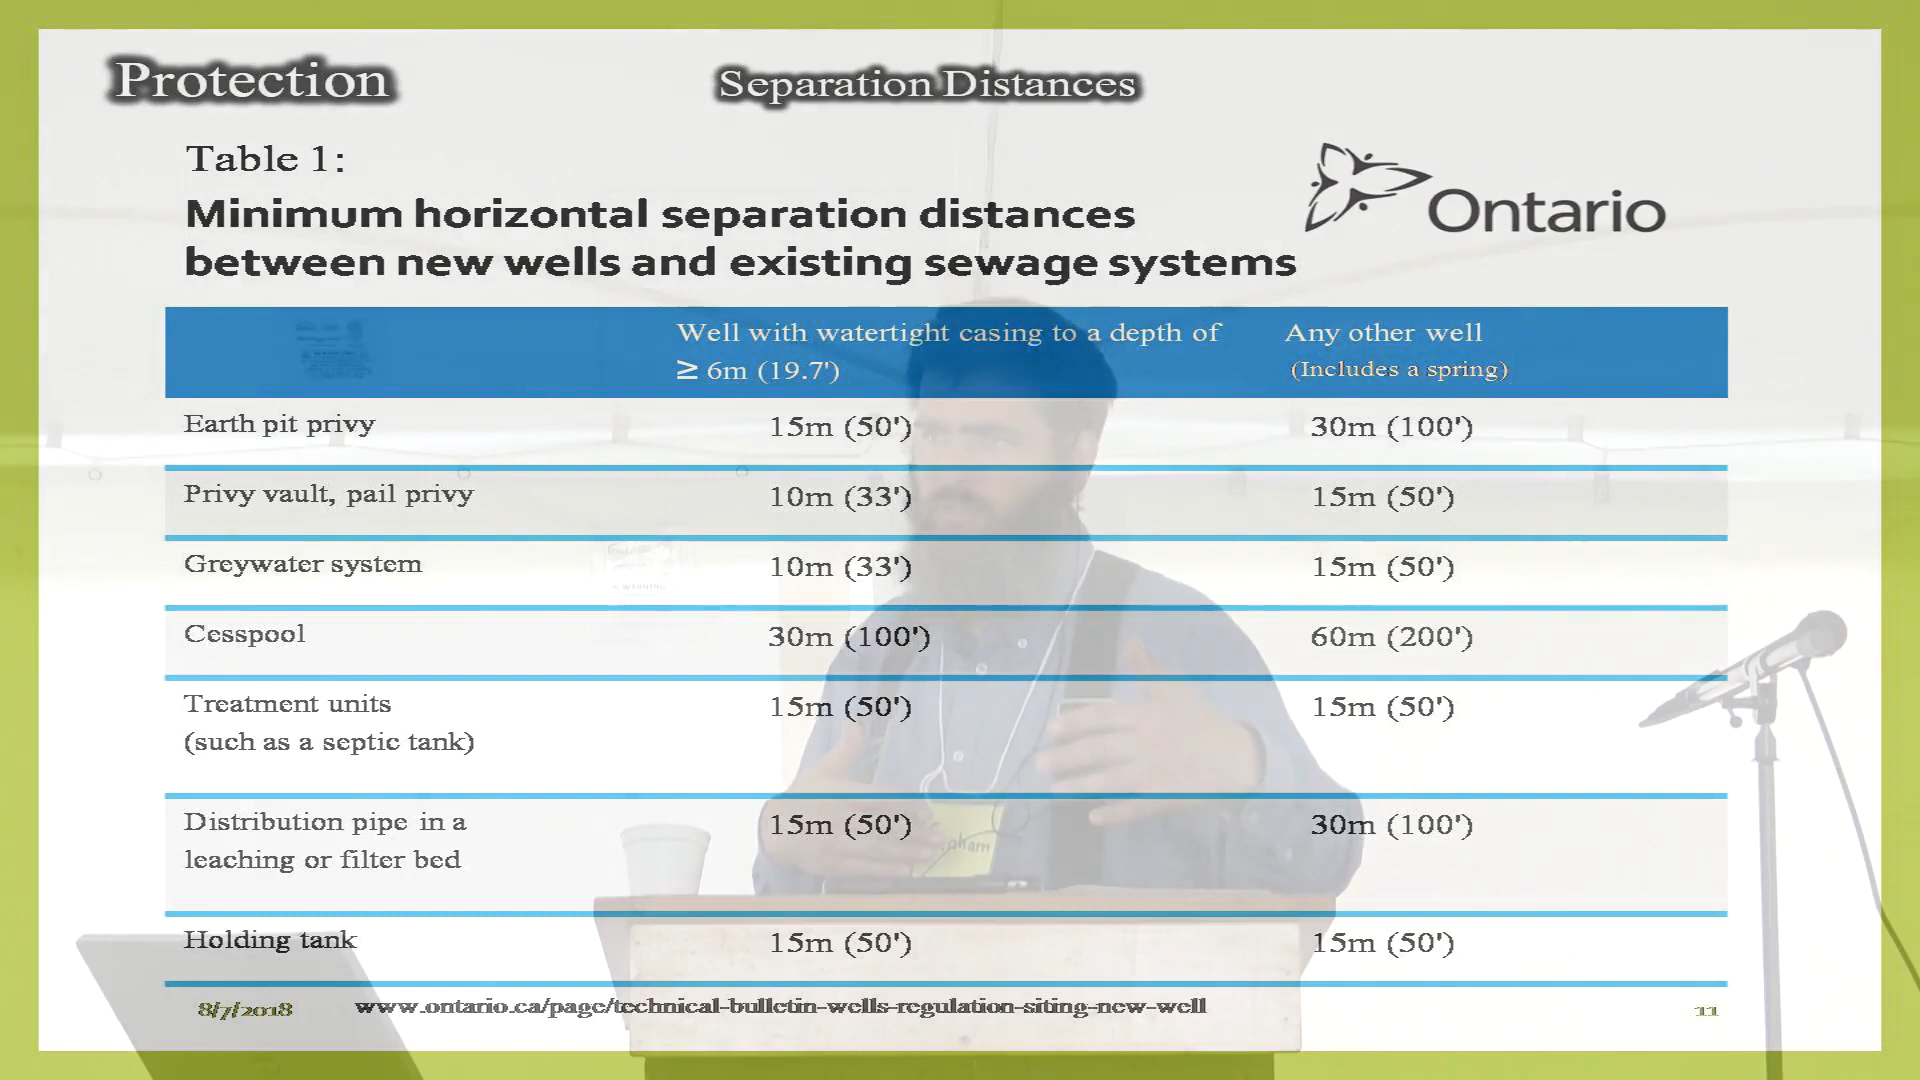 Protection
Separation Distances
Table 1:
Ontario
Minimum horizontal separation distances
between new wells and existing sewage systems
Well with watertight casing to a depth of
≥ 6m (19.7')
Any other well
(Includes a spring)
Earth pit privy 15m (50') 30m (100')
Privy vault, pail privy 10m (33') 15m (50')
Greywater system 10m (33') 15m (50')
Cesspool 30m (100') 60m (200')
Treatment units 15m (50') 15m (50')
(such as a septic tank)
Distribution pipe in a 15m (50') 30m (100')
leaching or filter bed
Holding tank 15m (50') 15m (50')
8/7/2018 www.ontario.ca/page/technical-bulletin-wells-regulation-siting-new-well 11
WARNING